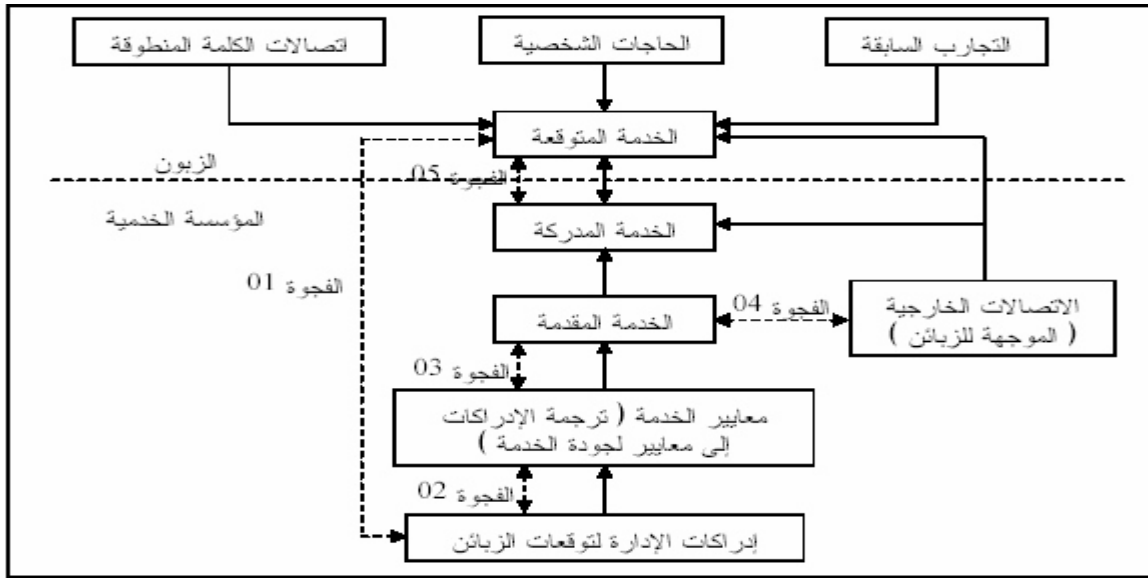 التجارب السابقة
الحاجات الشخصية
اتصالات الكلمة المنطوقة
الخدمة المتوقعة
الزبون
الفجوة 05
المؤسسة الخدمية
الخدمة المدركة
الفجوة 01
الاتصالات الخارجية
( الموجهة للزبائن )
الفجوة 04
الخدمة المقدمة
الفجوة 03
معايير الخدمة ( ترجمة الإدراكات
إلى معايير لجودة الخدمة )
الفجوة 02
إدراكات الإدارة لتوقعات الزبائن